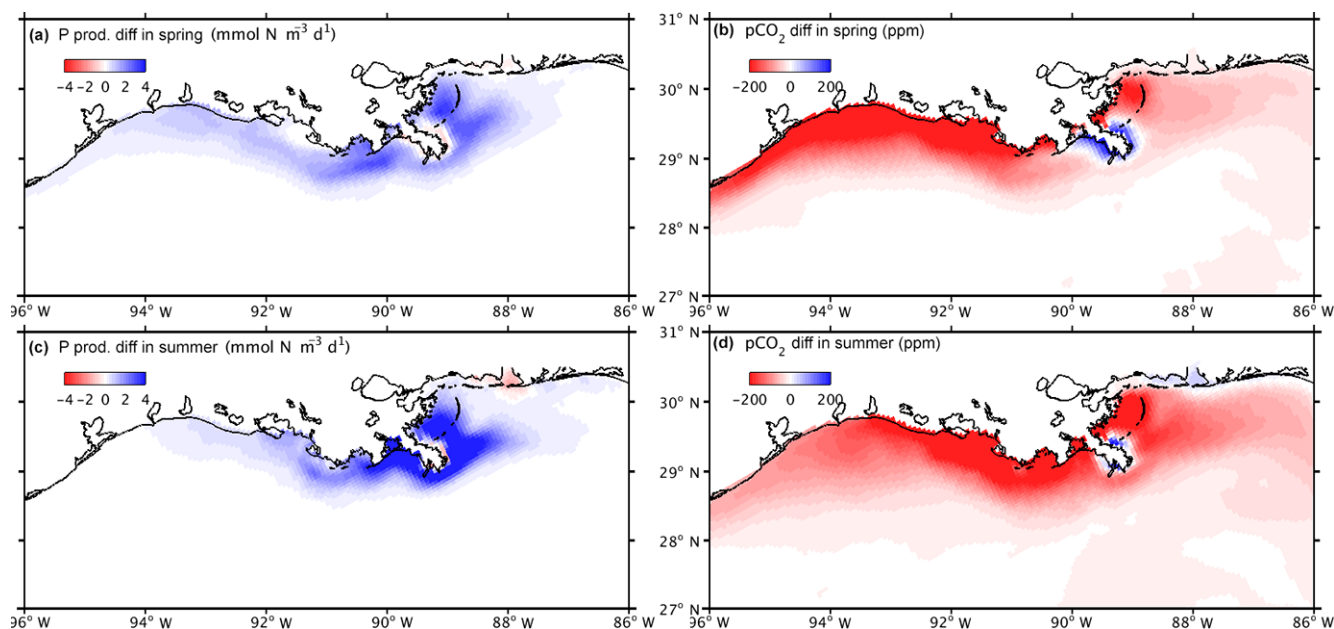 (a) P prod. diff in spring (mmol N m⁻³ d¹)
−4 −2 0 2 4
31° N
30° N
29° N
28° N
27° N
(b) pCO₂ diff in spring (ppm)
−200 0 200
96° W 94° W 92° W 90° W 88° W 86° W
96° W 94° W 92° W 90° W 88° W 86° W
(c) P prod. diff in summer (mmol N m⁻³ d¹)
−4 −2 0 2 4
31° N
30° N
29° N
28° N
27° N
(d) pCO₂ diff in summer (ppm)
−200 0 200
96° W 94° W 92° W 90° W 88° W 86° W
96° W 94° W 92° W 90° W 88° W 86° W